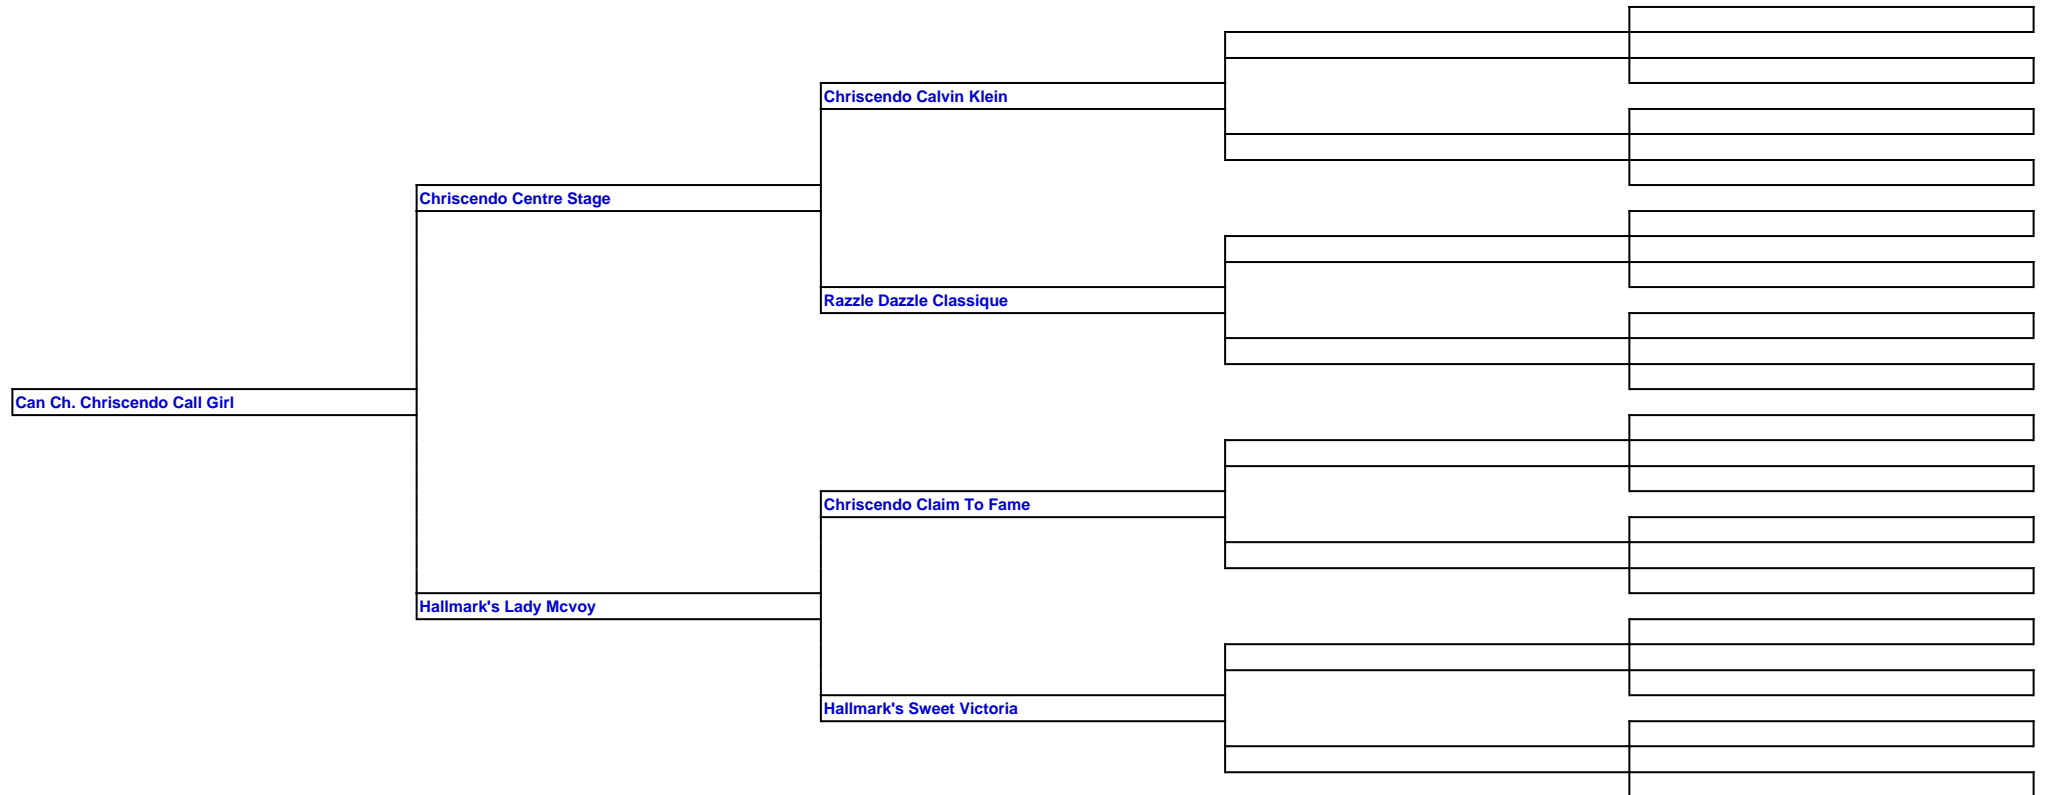 Chriscendo Calvin Klein
Chriscendo Centre Stage
Razzle Dazzle Classique
Can Ch. Chriscendo Call Girl
Chriscendo Claim To Fame
Hallmark's Lady Mcvoy
Hallmark's Sweet Victoria